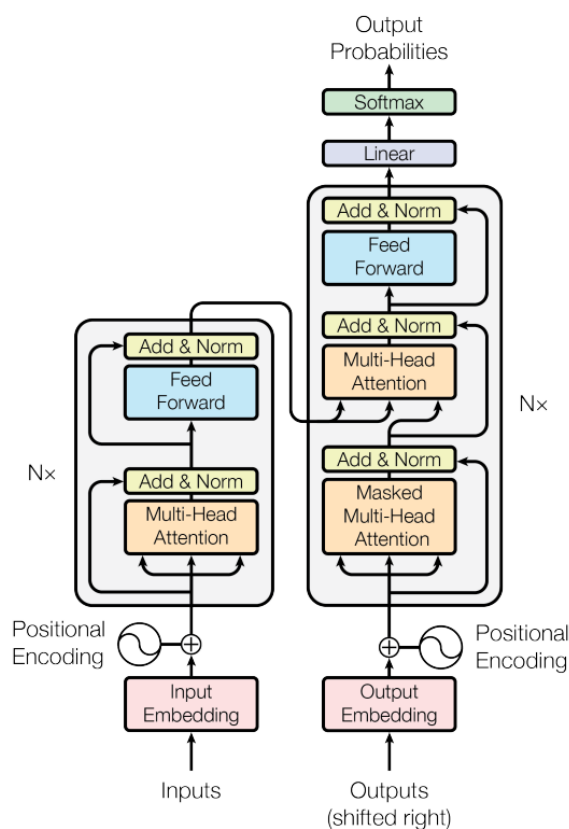 Output
Probabilities
Softmax
Linear
Add & Norm
Feed
Forward
Add & Norm
Multi-Head
Attention
Add & Norm
Masked
Multi-Head
Attention
Nx
Add & Norm
Feed
Forward
Add & Norm
Multi-Head
Attention
Nx
Positional
Encoding
Positional
Encoding
Input
Embedding
Output
Embedding
Inputs
Outputs
(shifted right)